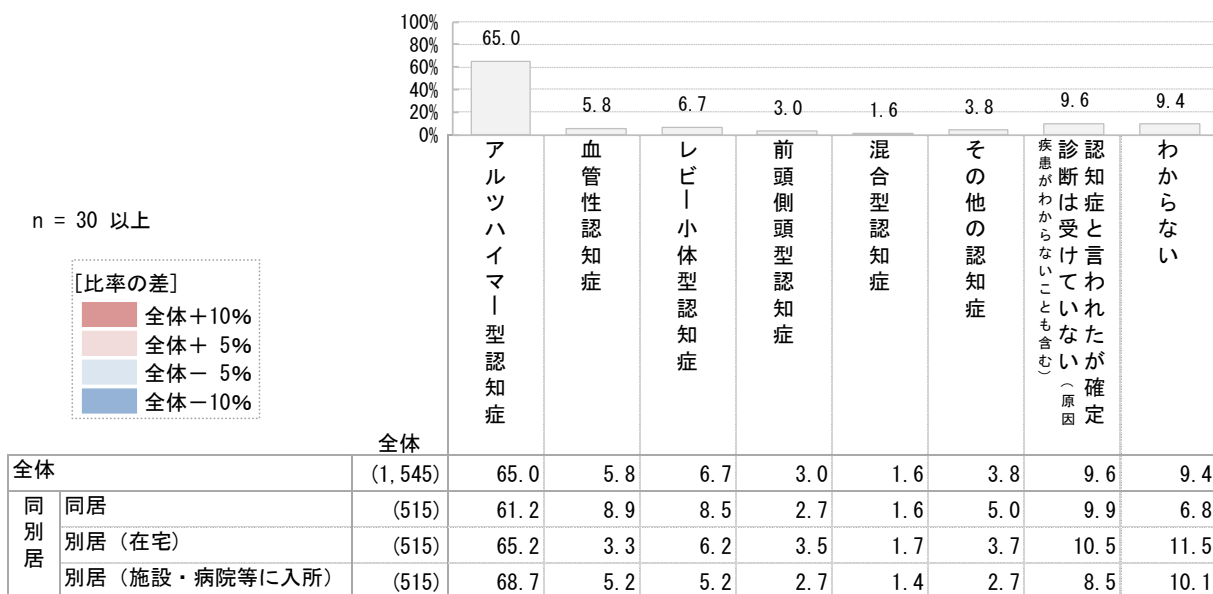 100%
80%
60%
40%
20%
0%
65.0
5.8
6.7
3.0
1.6
3.8
9.6
9.4
アルツハイマー型認知症
血管性認知症
レビー小体型認知症
前頭側頭型認知症
混合型認知症
その他の認知症
認知症と言われたが確定
診断は受けていない（原因
疾患がわからないことも含む）
わからない
n = 30 以上
[比率の差]
全体＋10%
全体＋ 5%
全体－ 5%
全体－10%
全体
全体 (1,545) 65.0 5.8 6.7 3.0 1.6 3.8 9.6 9.4
同別居
同居 (515) 61.2 8.9 8.5 2.7 1.6 5.0 9.9 6.8
別居（在宅） (515) 65.2 3.3 6.2 3.5 1.7 3.7 10.5 11.5
別居（施設・病院等に入所） (515) 68.7 5.2 5.2 2.7 1.4 2.7 8.5 10.1